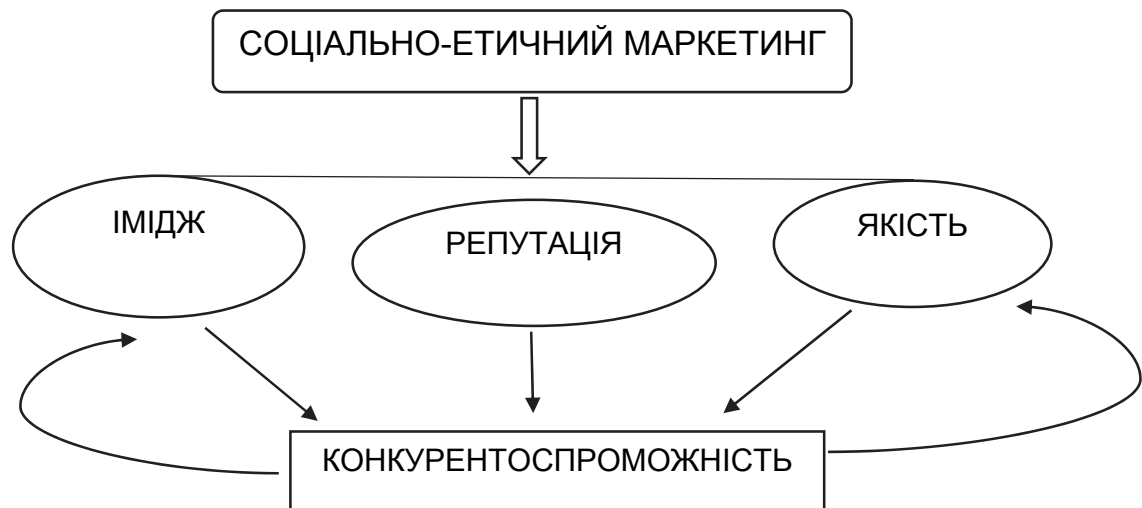 СОЦІАЛЬНО-ЕТИЧНИЙ МАРКЕТИНГ
ІМІДЖ
РЕПУТАЦІЯ
ЯКІСТЬ
КОНКУРЕНТОСПРОМОЖНІСТЬ